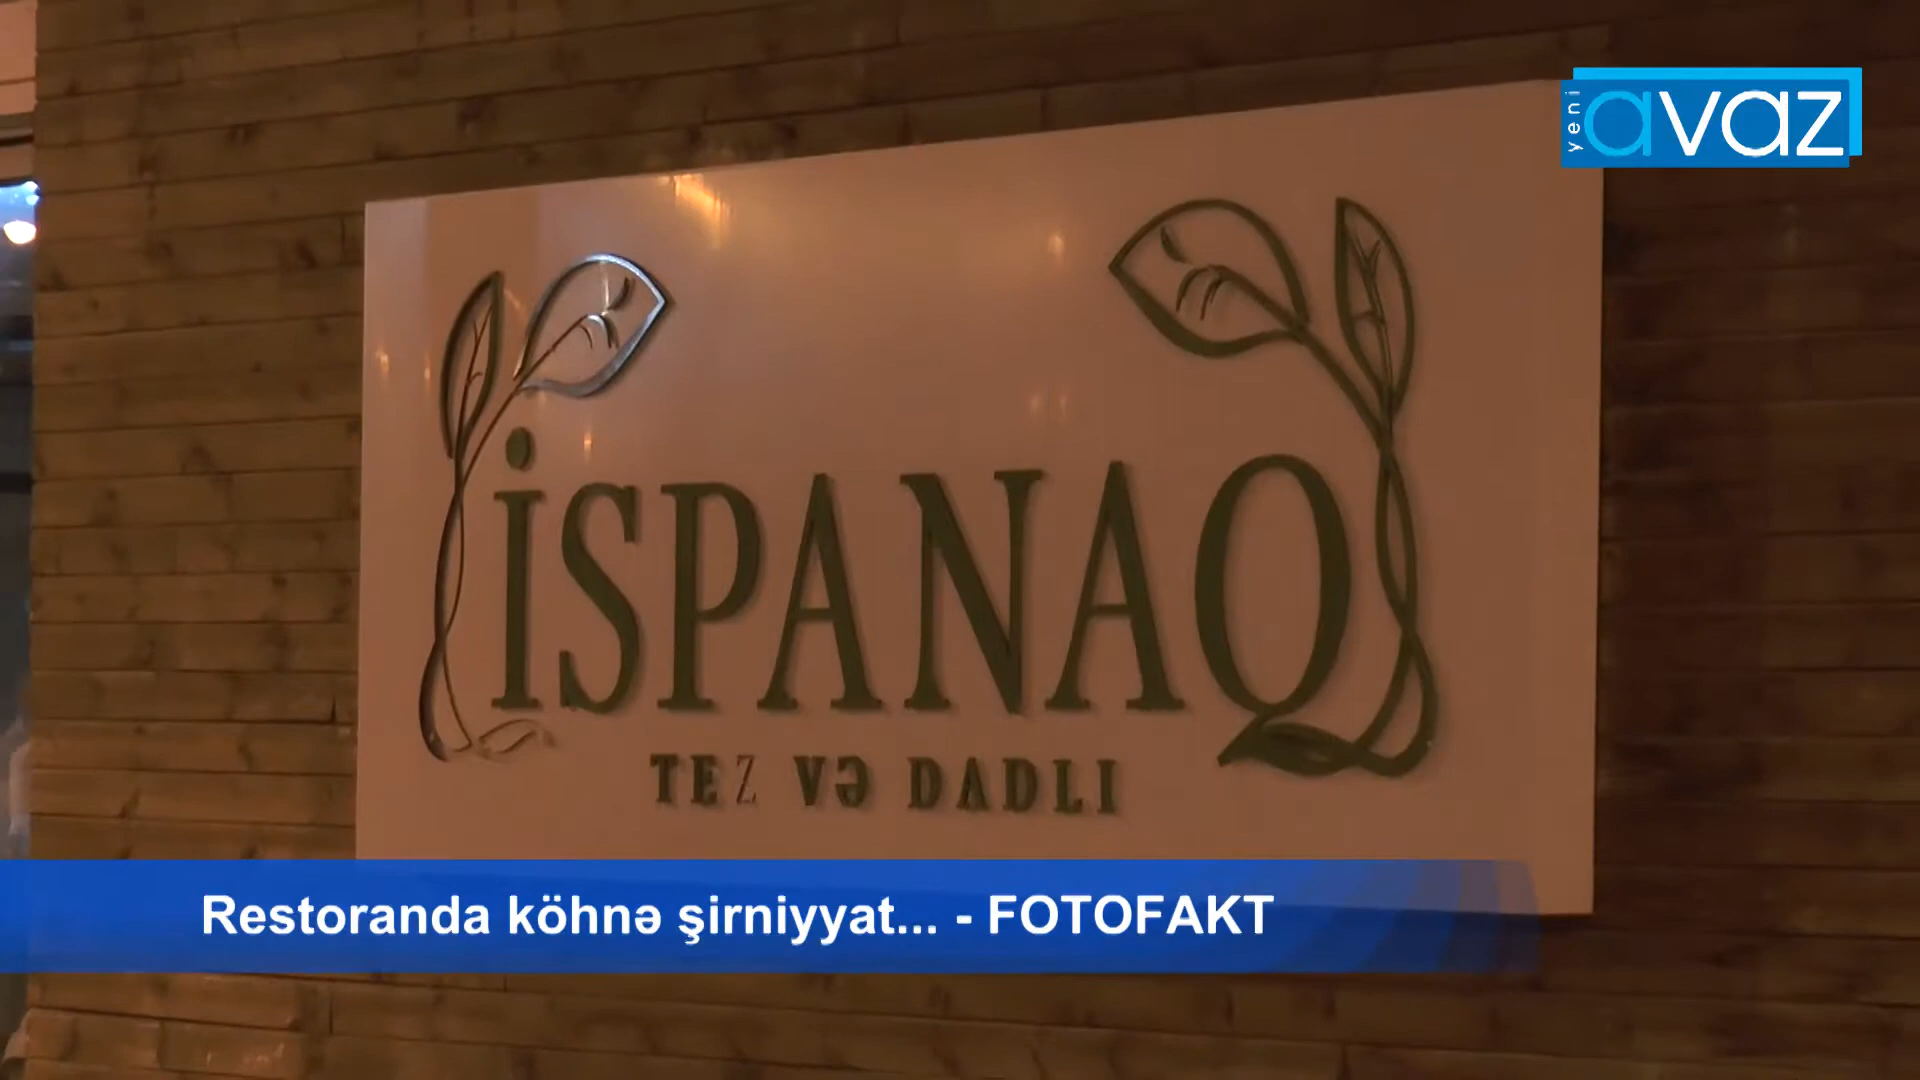 yeni avaz
İSPANAQ
TEZ VƏ DADLI
Restoranda köhnə şirniyyat... - FOTOFAKT